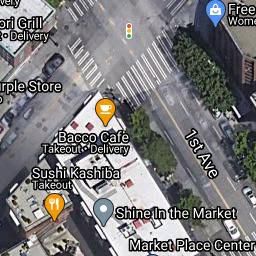 ori Grill
t • Delivery
Free
Wome
urple Store
Bacco Cafe
Takeout • Delivery
1st Ave
Sushi Kashiba
Takeout
Shine In the Market
Market Place Center